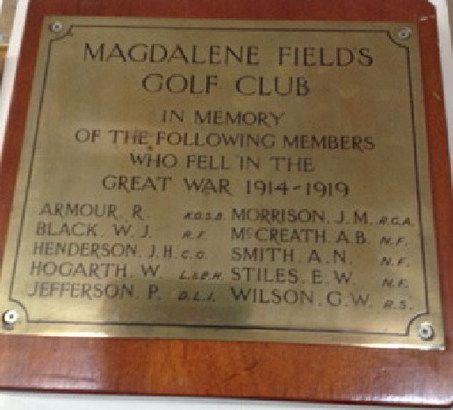 MAGDALENE FIELD'S
GOLF CLUB
IN MEMORY
OF THE FOLLOWING MEMBERS
WHO FELL IN THE
GREAT WAR 1914-1919
ARMOUR. R. K.O.S.B. MORRISON. J.M. R.G.A.
BLACK. W.J. R.F. McCREATH. A.B. N.F.
HENDERSON. J.H. C.O. SMITH. A.N. N.F.
HOGARTH. W. STILES. E.W. N.F.
JEFFERSON. P. D.L.I. WILSON. G.W. R.S.